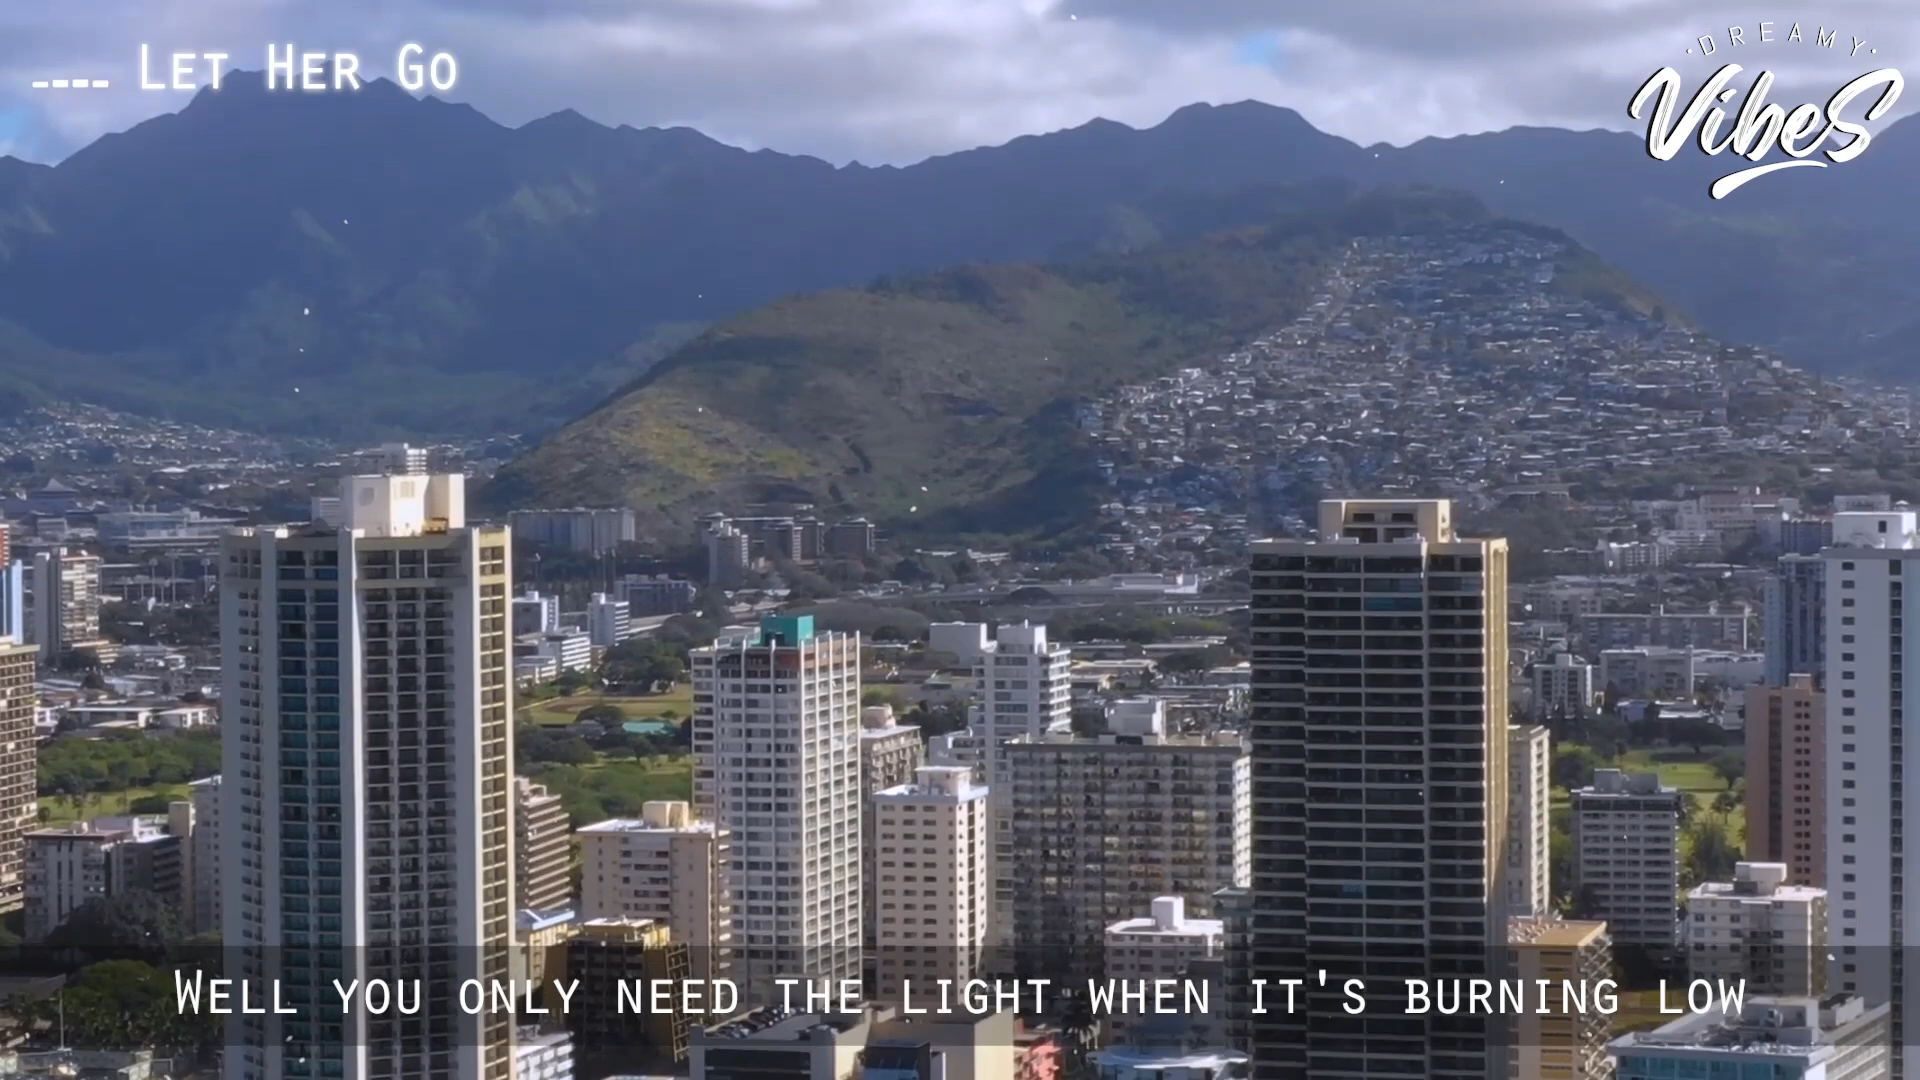 ---- Let Her Go
·DREAMY·
Vibes
Well you only need the light when it's burning low